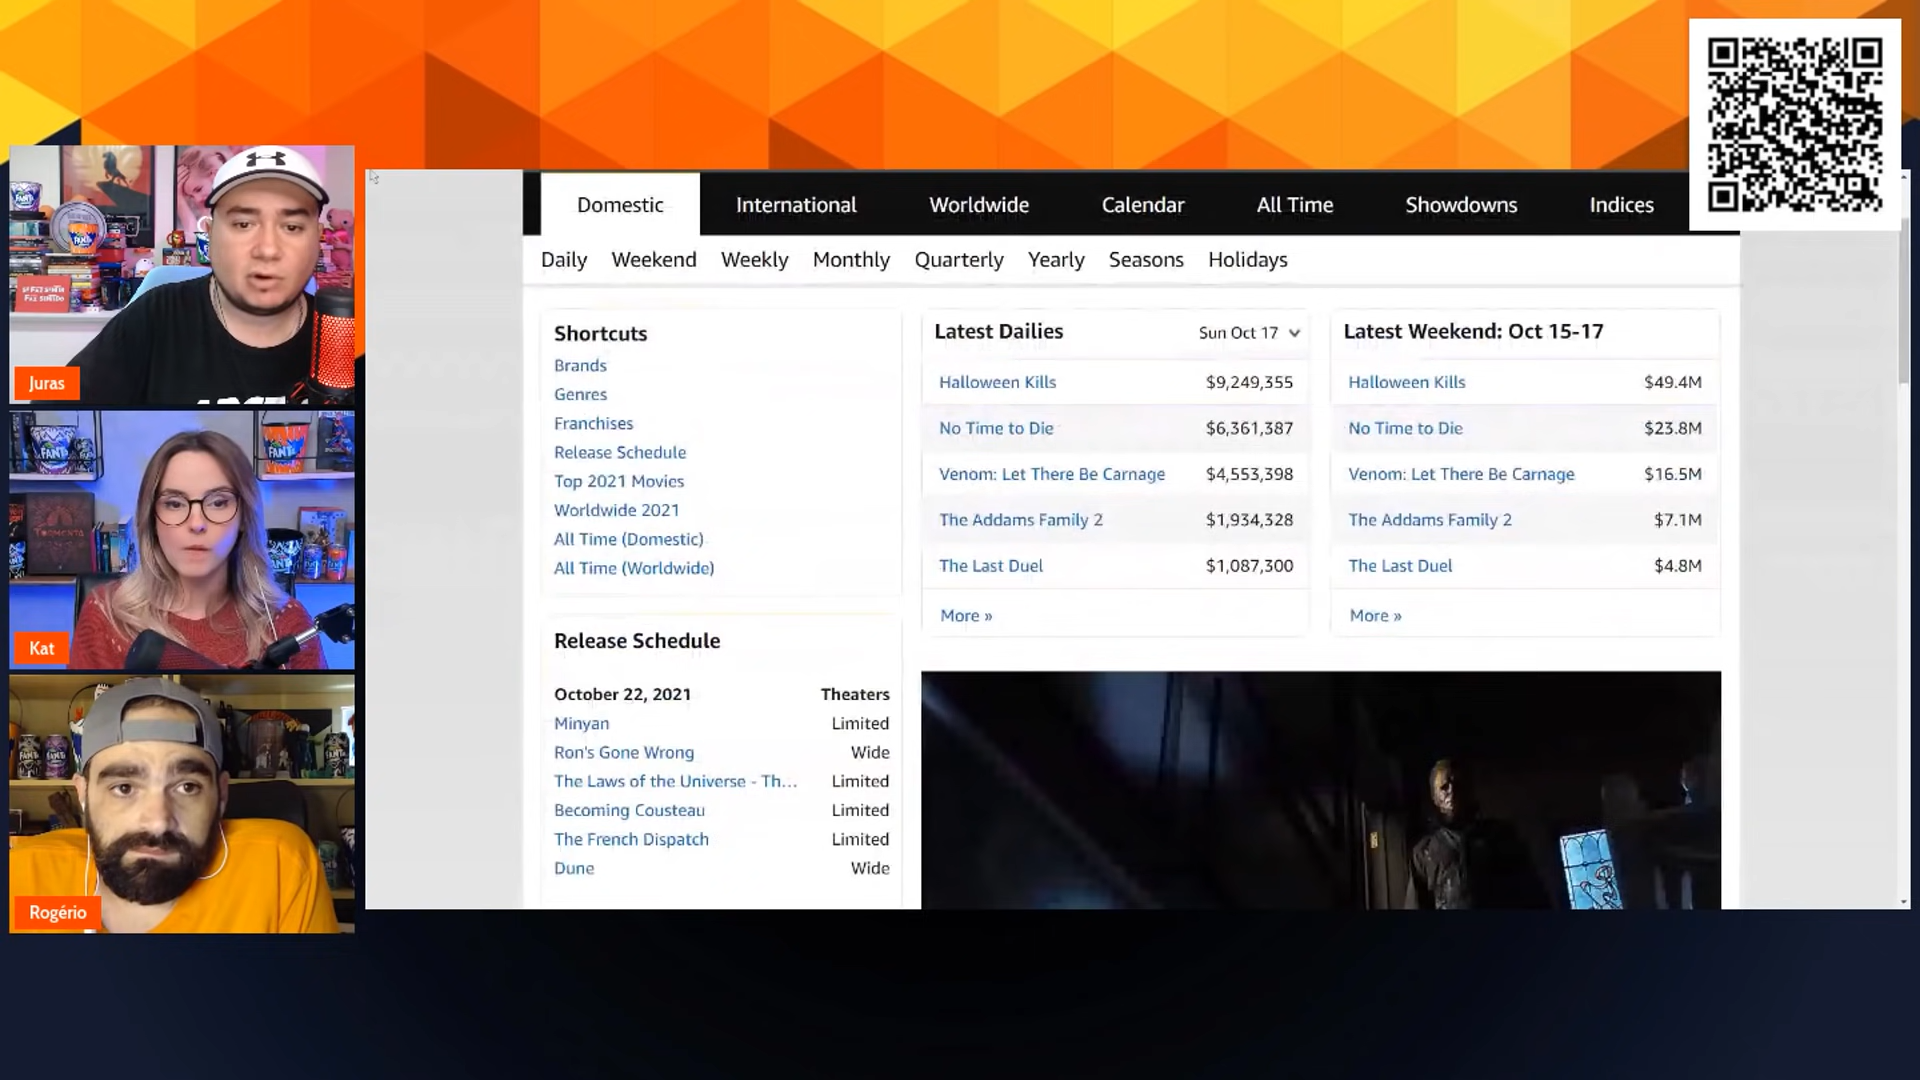 Domestic
International
Worldwide
Calendar
All Time
Showdowns
Indices
Daily
Weekend
Weekly
Monthly
Quarterly
Yearly
Seasons
Holidays
Shortcuts
Brands
Genres
Franchises
Release Schedule
Top 2021 Movies
Worldwide 2021
All Time (Domestic)
All Time (Worldwide)
Latest Dailies Sun Oct 17
Halloween Kills $9,249,355
No Time to Die $6,361,387
Venom: Let There Be Carnage $4,553,398
The Addams Family 2 $1,934,328
The Last Duel $1,087,300
More »
Latest Weekend: Oct 15-17
Halloween Kills $49.4M
No Time to Die $23.8M
Venom: Let There Be Carnage $16.5M
The Addams Family 2 $7.1M
The Last Duel $4.8M
More »
Release Schedule
October 22, 2021 Theaters
Minyan Limited
Ron's Gone Wrong Wide
The Laws of the Universe - Th... Limited
Becoming Cousteau Limited
The French Dispatch Limited
Dune Wide
Juras
FANTA
Kat
FANTA
TORMENTA
Rogério